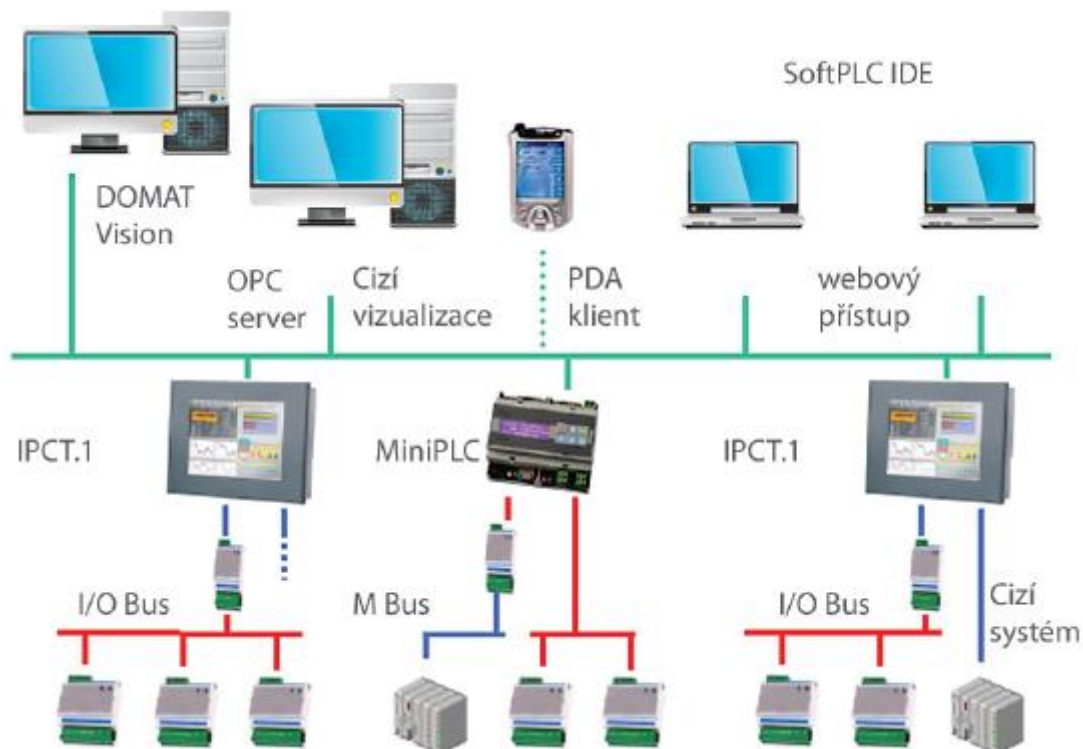 SoftPLC IDE
DOMAT
Vision
OPC
server
Cizí
vizualizace
PDA
klient
webový
přístup
IPCT.1
MiniPLC
IPCT.1
I/O Bus
M Bus
I/O Bus
Cizí
systém